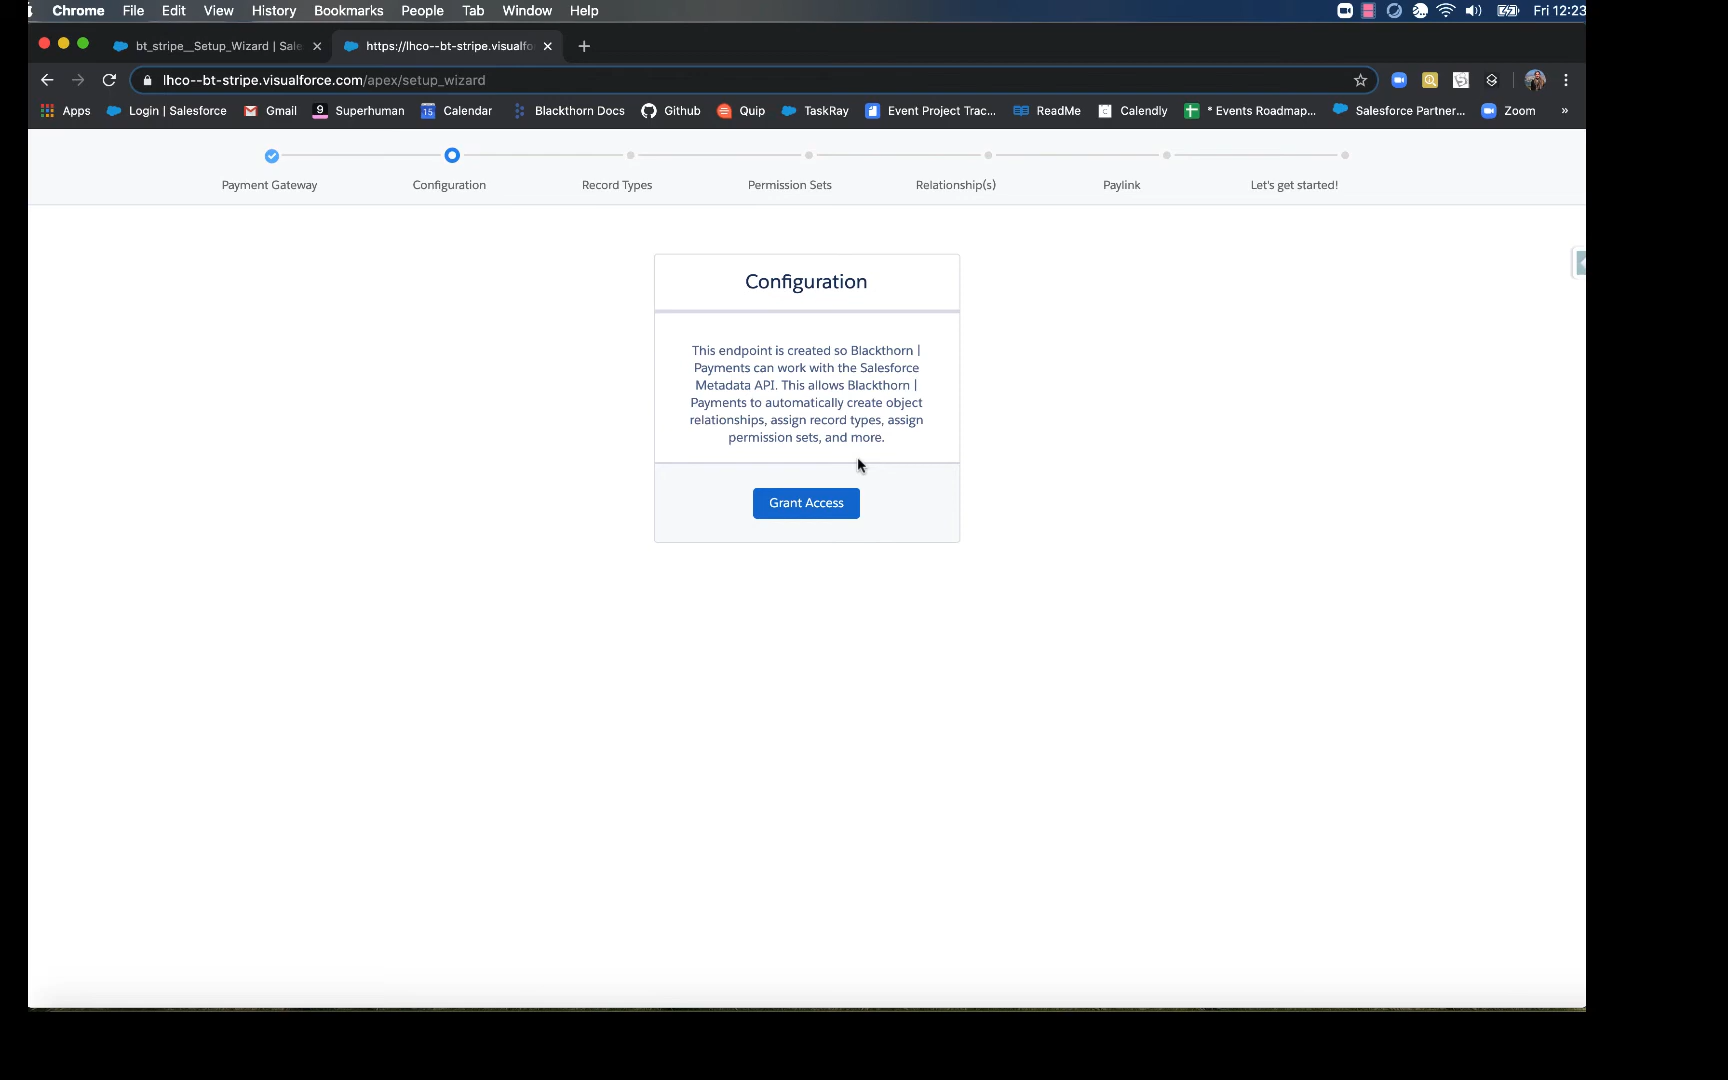 Chrome File Edit View History Bookmarks People Tab Window Help Fri 12:23
bt_stripe__Setup_Wizard | Sale https://lhco--bt-stripe.visualfo
lhco--bt-stripe.visualforce.com/apex/setup_wizard
Apps Login | Salesforce Gmail 9 Superhuman 15 Calendar Blackthorn Docs Github Quip TaskRay Event Project Trac... ReadMe C Calendly * Events Roadmap... Salesforce Partner... Zoom »
Payment Gateway Configuration Record Types Permission Sets Relationship(s) Paylink Let's get started!
Configuration
This endpoint is created so Blackthorn |
Payments can work with the Salesforce
Metadata API. This allows Blackthorn |
Payments to automatically create object
relationships, assign record types, assign
permission sets, and more.
Grant Access